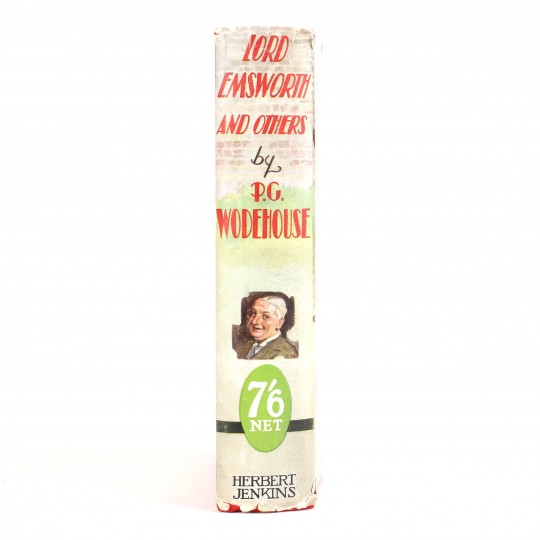 LORD
EMSWORTH
AND OTHERS
by
P.G.
WODEHOUSE
7'6
NET
HERBERT
JENKINS